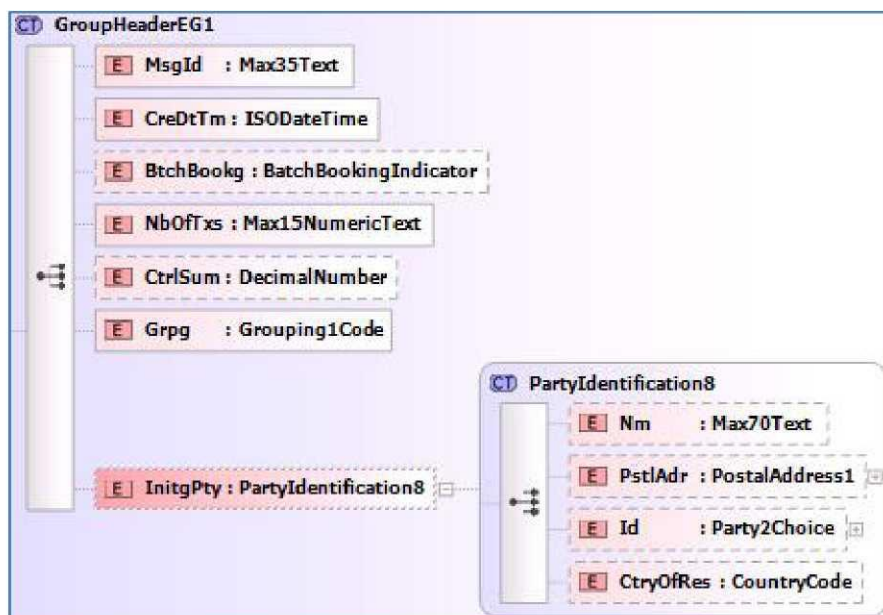 CT GroupHeaderEG1
E MsgId : Max35Text
E CreDtTm : ISODateTime
E BtchBookg : BatchBookingIndicator
E NbOfTxs : Max15NumericText
E CtrlSum : DecimalNumber
E Grpg : Grouping1Code
E InitgPty : PartyIdentification8
CT PartyIdentification8
E Nm : Max70Text
E PstlAdr : PostalAddress1
E Id : Party2Choice
E CtryOfRes : CountryCode